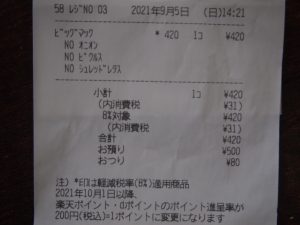 58 ﾚｼﾞNO 03 2021年9月5日 (日)14:21
ﾋﾞｯｸﾞﾏｯｸ * 420 1ｺ ¥420
NO ｵﾆｵﾝ
NO ﾋﾟｸﾙｽ
NO ｼｭﾚｯﾄﾞﾚﾀｽ
小計 1ｺ ¥420
(内消費税 ¥31)
8%対象 ¥420
(内消費税 ¥31)
合計 ¥420
お預り ¥500
おつり ¥80
注) *印は軽減税率(8%)適用商品
2021年10月1日以降、
楽天ポイント・dポイントのポイント進呈率が
200円(税込)=1ポイントに変更になります